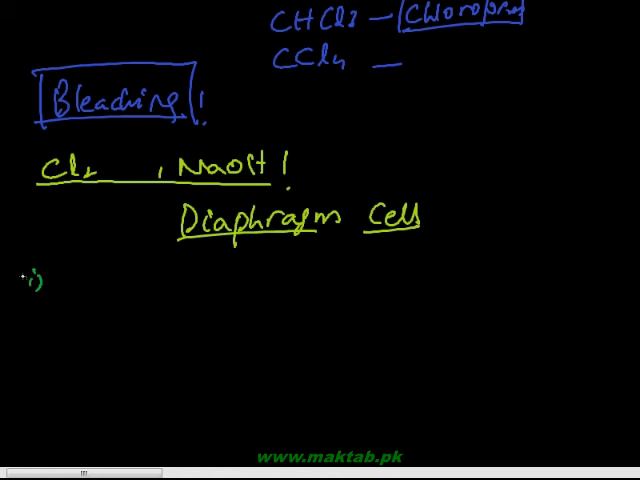 CHCl3 — Chloroform
CCl4 —
Bleaching!
Cl2 , NaOH!
Diaphragm Cell
i)
www.maktab.pk